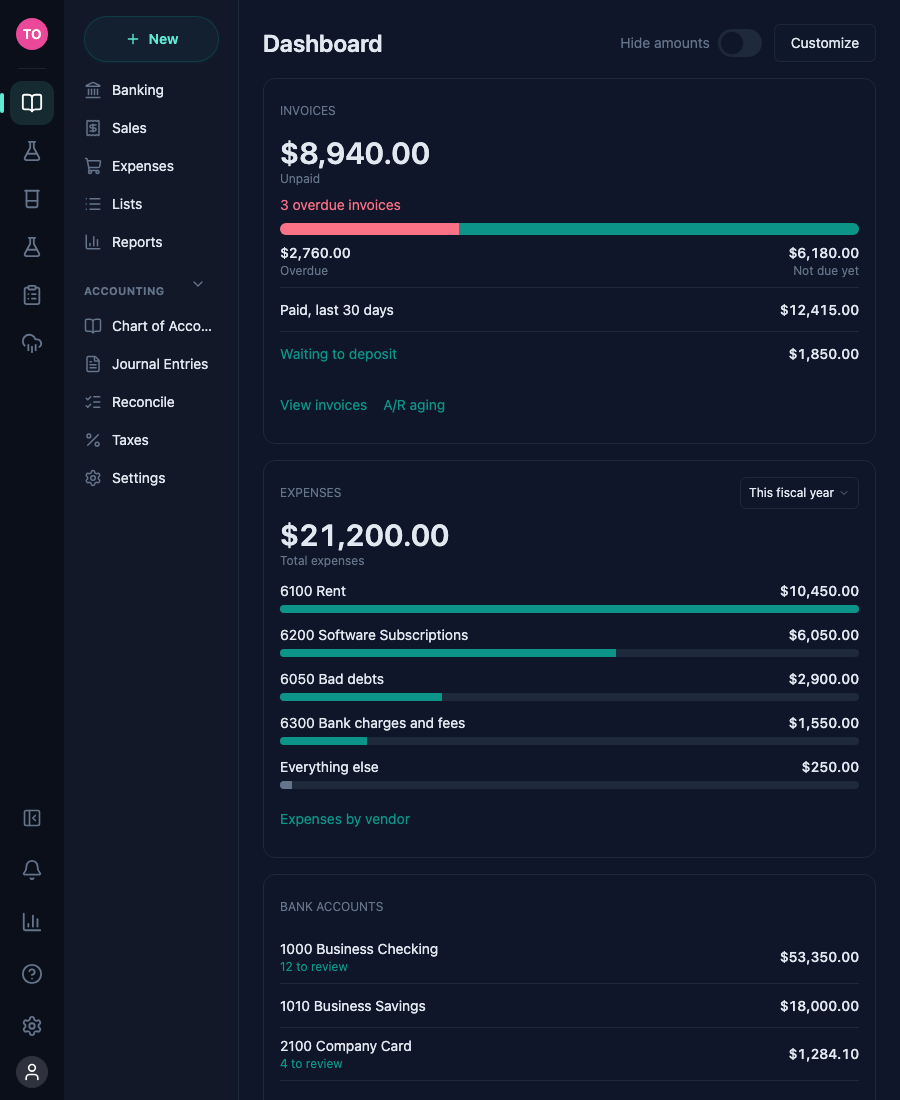 TO
+ New
Banking
Sales
Expenses
Lists
Reports
ACCOUNTING
Chart of Acco...
Journal Entries
Reconcile
Taxes
Settings
Dashboard
Hide amounts
Customize
INVOICES
$8,940.00
Unpaid
3 overdue invoices
$2,760.00 $6,180.00
Overdue Not due yet
Paid, last 30 days $12,415.00
Waiting to deposit $1,850.00
View invoices A/R aging
EXPENSES This fiscal year
$21,200.00
Total expenses
6100 Rent $10,450.00
6200 Software Subscriptions $6,050.00
6050 Bad debts $2,900.00
6300 Bank charges and fees $1,550.00
Everything else $250.00
Expenses by vendor
BANK ACCOUNTS
1000 Business Checking $53,350.00
12 to review
1010 Business Savings $18,000.00
2100 Company Card $1,284.10
4 to review